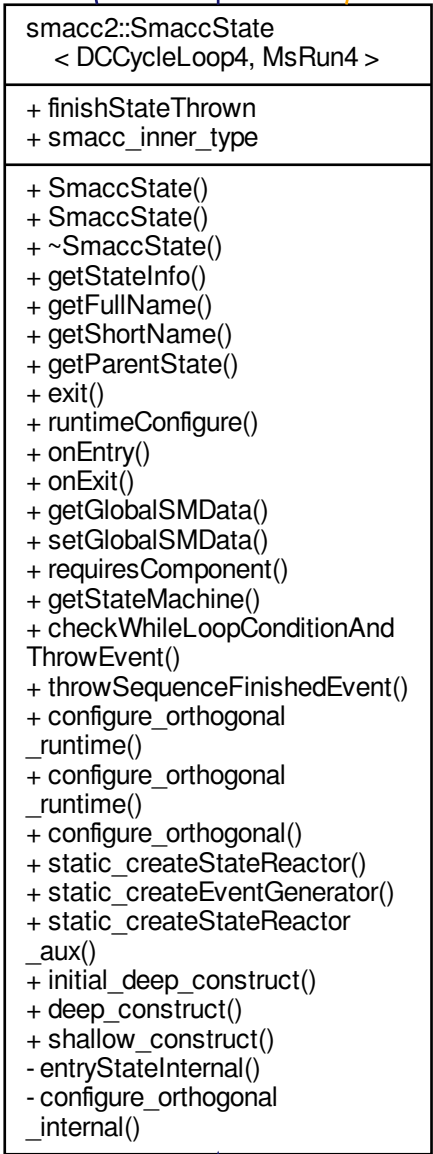 smacc2::SmaccState
< DCCycleLoop4, MsRun4 >
+ finishStateThrown
+ smacc_inner_type
+ SmaccState()
+ SmaccState()
+ ~SmaccState()
+ getStateInfo()
+ getFullName()
+ getShortName()
+ getParentState()
+ exit()
+ runtimeConfigure()
+ onEntry()
+ onExit()
+ getGlobalSMData()
+ setGlobalSMData()
+ requiresComponent()
+ getStateMachine()
+ checkWhileLoopConditionAnd
ThrowEvent()
+ throwSequenceFinishedEvent()
+ configure_orthogonal
_runtime()
+ configure_orthogonal
_runtime()
+ configure_orthogonal()
+ static_createStateReactor()
+ static_createEventGenerator()
+ static_createStateReactor
_aux()
+ initial_deep_construct()
+ deep_construct()
+ shallow_construct()
- entryStateInternal()
- configure_orthogonal
_internal()